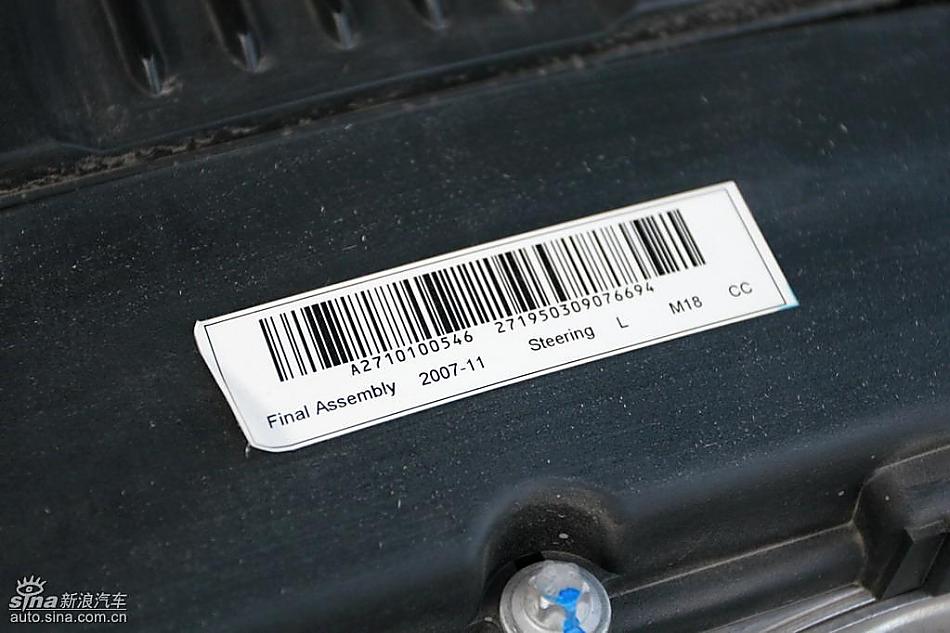 A2710100546 271950309076694
Final Assembly 2007-11 Steering L M18 CC
sina新浪汽车
auto.sina.com.cn